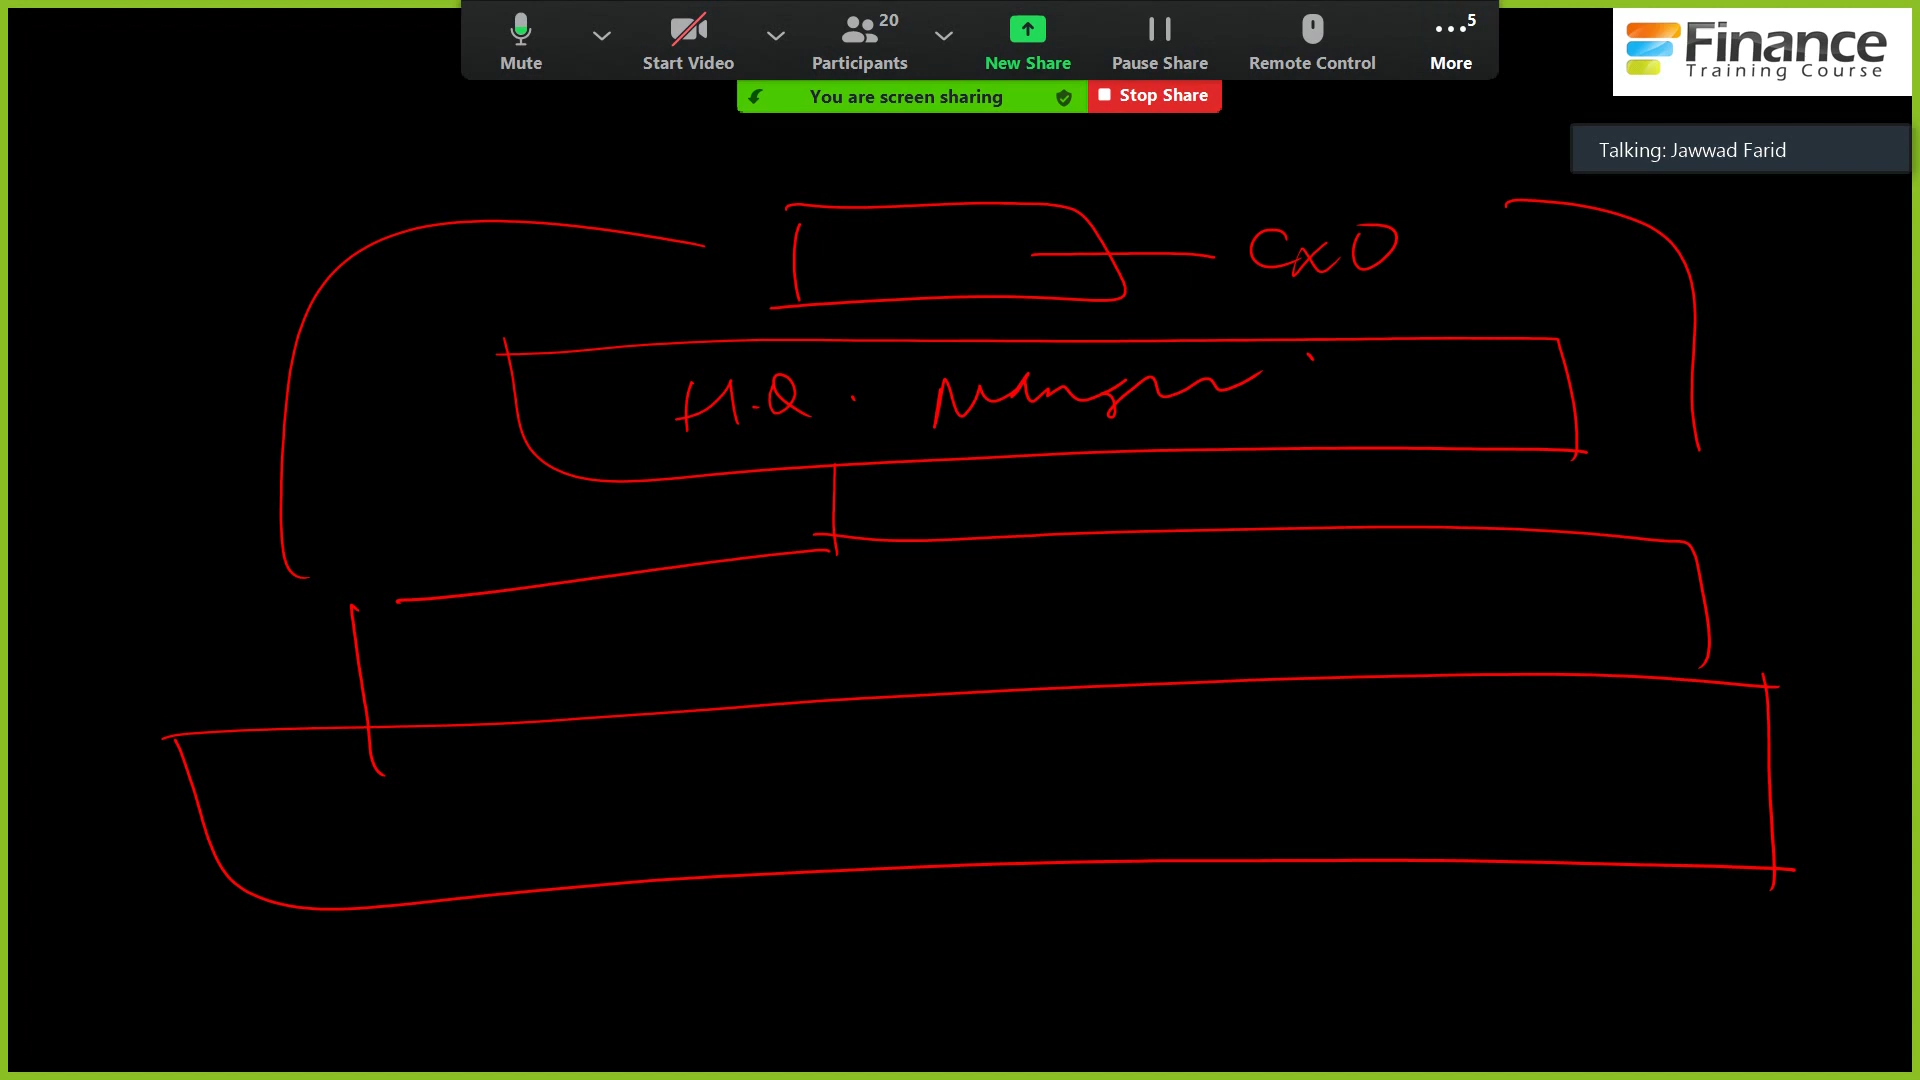 20
5
Mute
Start Video
Participants
New Share
Pause Share
Remote Control
More
You are screen sharing
Stop Share
Finance
Training Course
Talking: Jawwad Farid
CXO
H.Q.